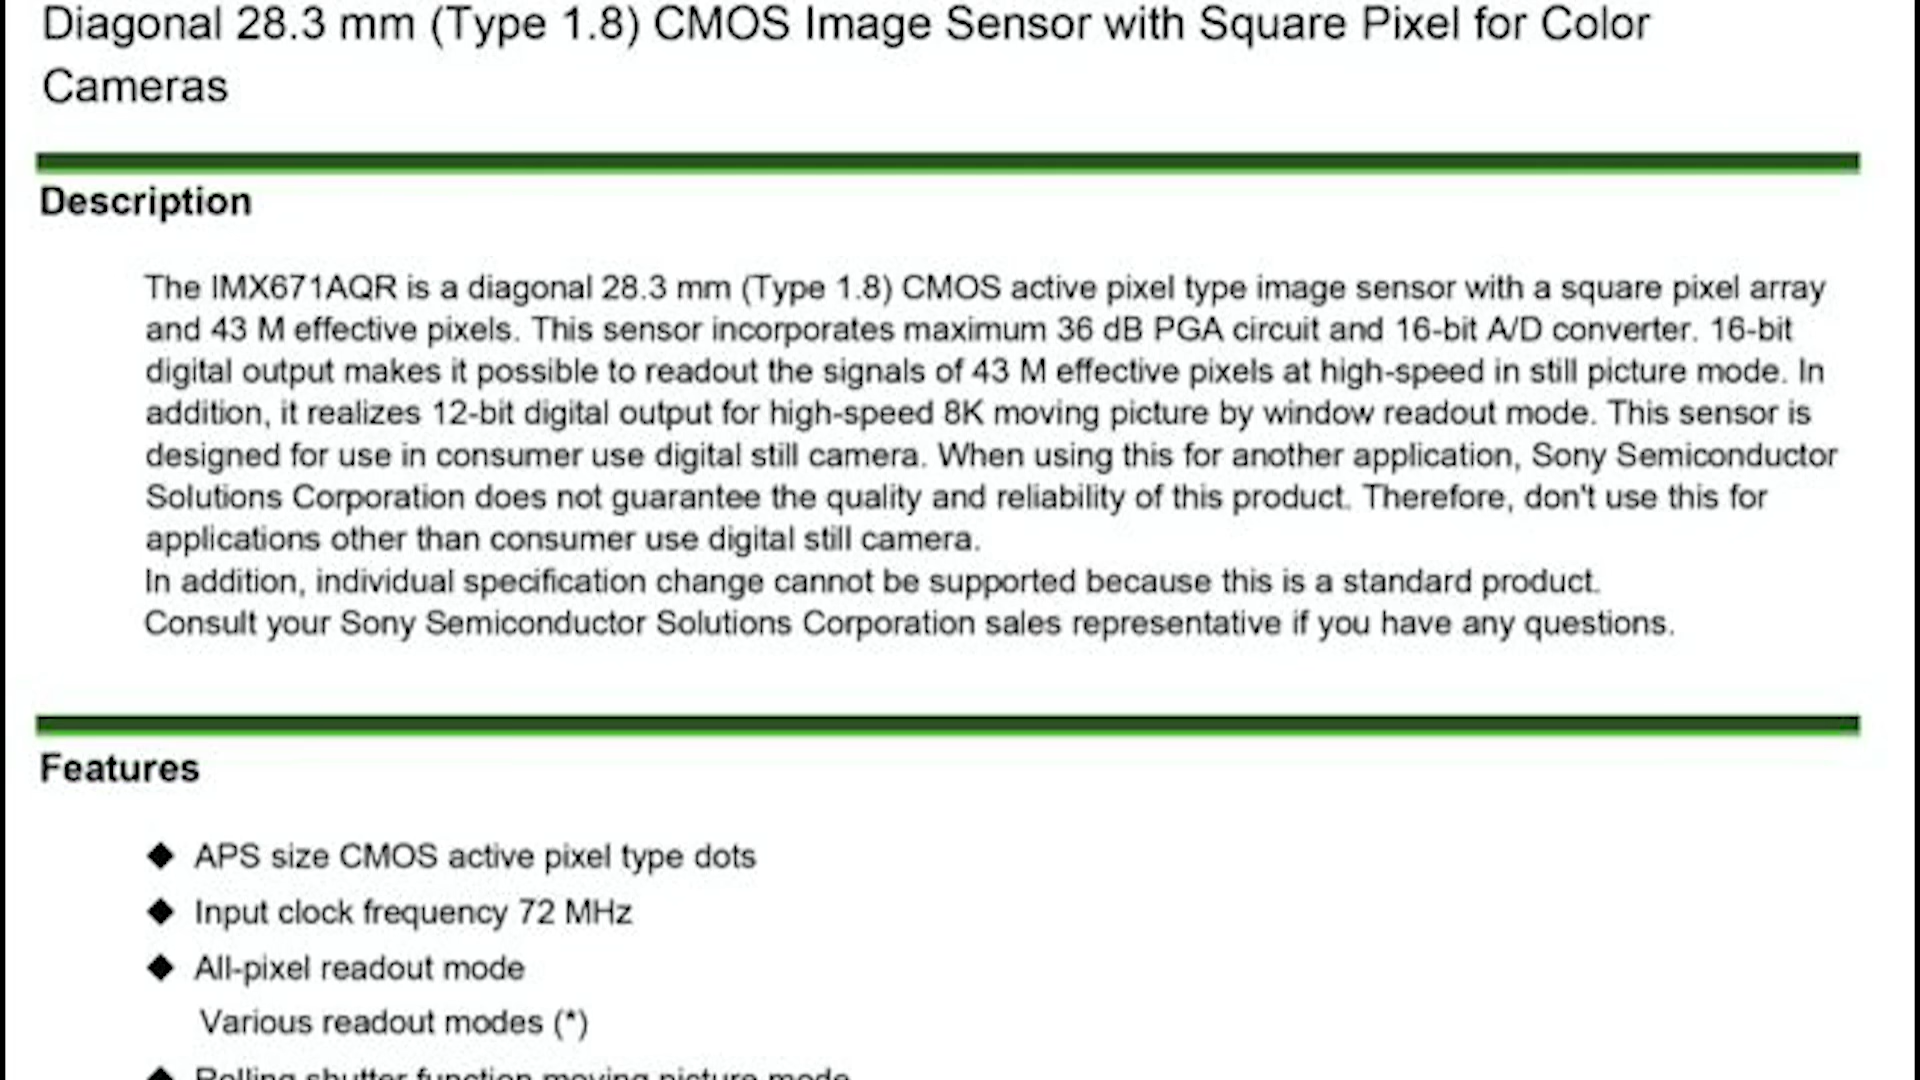 Diagonal 28.3 mm (Type 1.8) CMOS Image Sensor with Square Pixel for Color
Cameras
Description
The IMX671AQR is a diagonal 28.3 mm (Type 1.8) CMOS active pixel type image sensor with a square pixel array
and 43 M effective pixels. This sensor incorporates maximum 36 dB PGA circuit and 16-bit A/D converter. 16-bit
digital output makes it possible to readout the signals of 43 M effective pixels at high-speed in still picture mode. In
addition, it realizes 12-bit digital output for high-speed 8K moving picture by window readout mode. This sensor is
designed for use in consumer use digital still camera. When using this for another application, Sony Semiconductor
Solutions Corporation does not guarantee the quality and reliability of this product. Therefore, don't use this for
applications other than consumer use digital still camera.
In addition, individual specification change cannot be supported because this is a standard product.
Consult your Sony Semiconductor Solutions Corporation sales representative if you have any questions.
Features
◆ APS size CMOS active pixel type dots
◆ Input clock frequency 72 MHz
◆ All-pixel readout mode
Various readout modes (*)
◆ Rolling shutter function moving picture mode